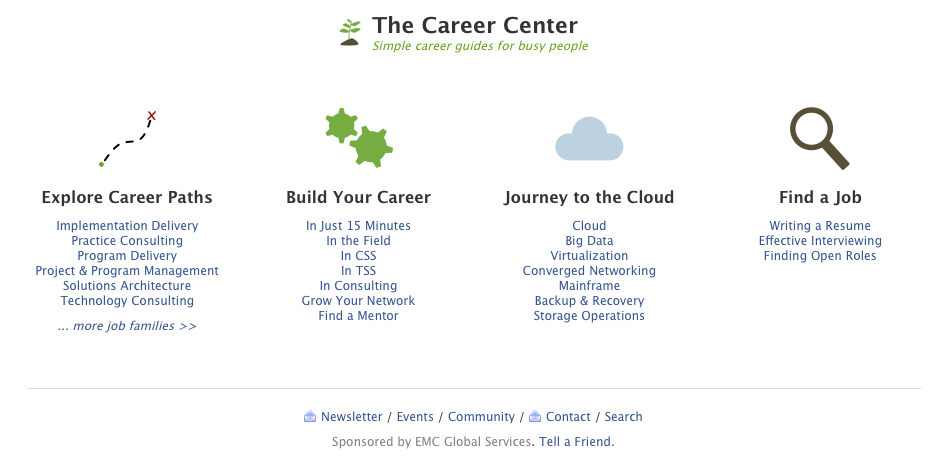 The Career Center
Simple career guides for busy people
Explore Career Paths
Implementation Delivery
Practice Consulting
Program Delivery
Project & Program Management
Solutions Architecture
Technology Consulting
... more job families >>
Build Your Career
In Just 15 Minutes
In the Field
In CSS
In TSS
In Consulting
Grow Your Network
Find a Mentor
Journey to the Cloud
Cloud
Big Data
Virtualization
Converged Networking
Mainframe
Backup & Recovery
Storage Operations
Find a Job
Writing a Resume
Effective Interviewing
Finding Open Roles
Newsletter / Events / Community / Contact / Search
Sponsored by EMC Global Services. Tell a Friend.